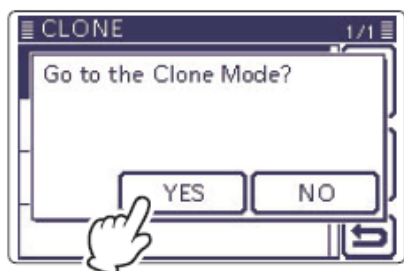 CLONE 1/1
Go to the Clone Mode?
YES NO